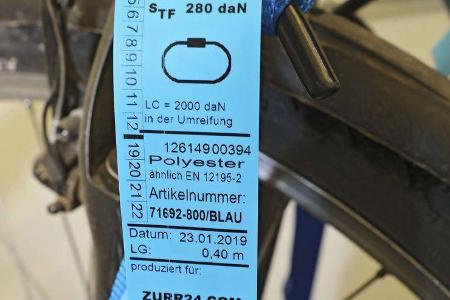 STF 280 daN
LC = 2000 daN
in der Umreifung
12614900394
Polyester
ähnlich EN 12195-2
Artikelnummer:
71692-800/BLAU
Datum: 23.01.2019
LG: 0,40 m
produziert für:
ZURR24.COM
6
7
8
9
10
11
12
19
20
21
22